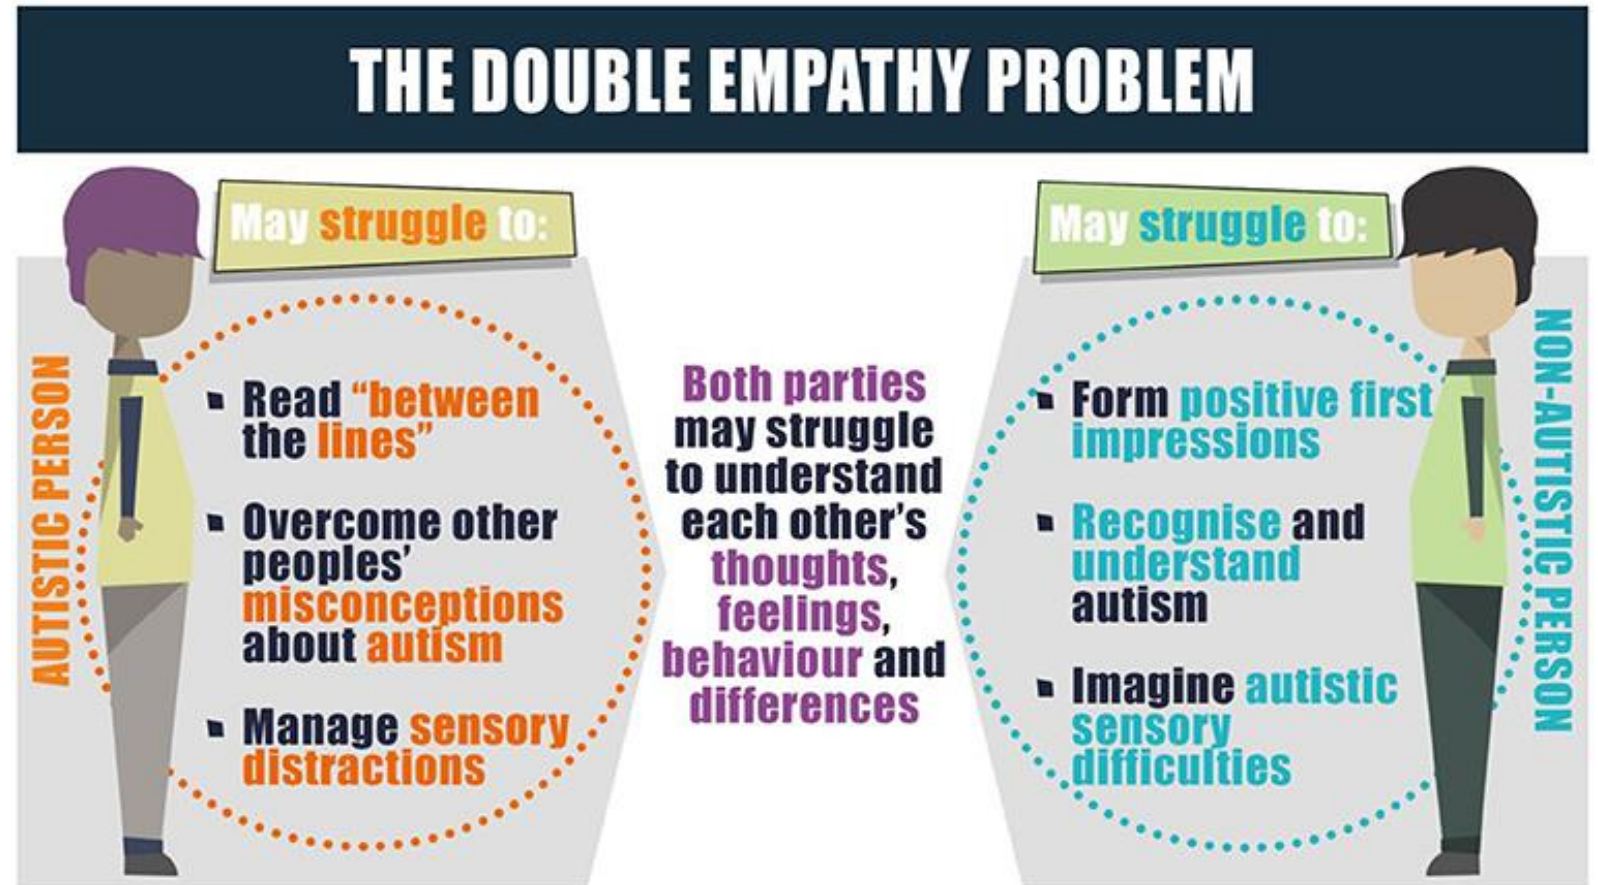 THE DOUBLE EMPATHY PROBLEM
May struggle to:
AUTISTIC PERSON
Read “between
the lines”
Overcome other
peoples’
misconceptions
about autism
Manage sensory
distractions
Both parties
may struggle
to understand
each other’s
thoughts,
feelings,
behaviour and
differences
May struggle to:
Form positive first
impressions
Recognise and
understand
autism
Imagine autistic
sensory
difficulties
NON-AUTISTIC PERSON